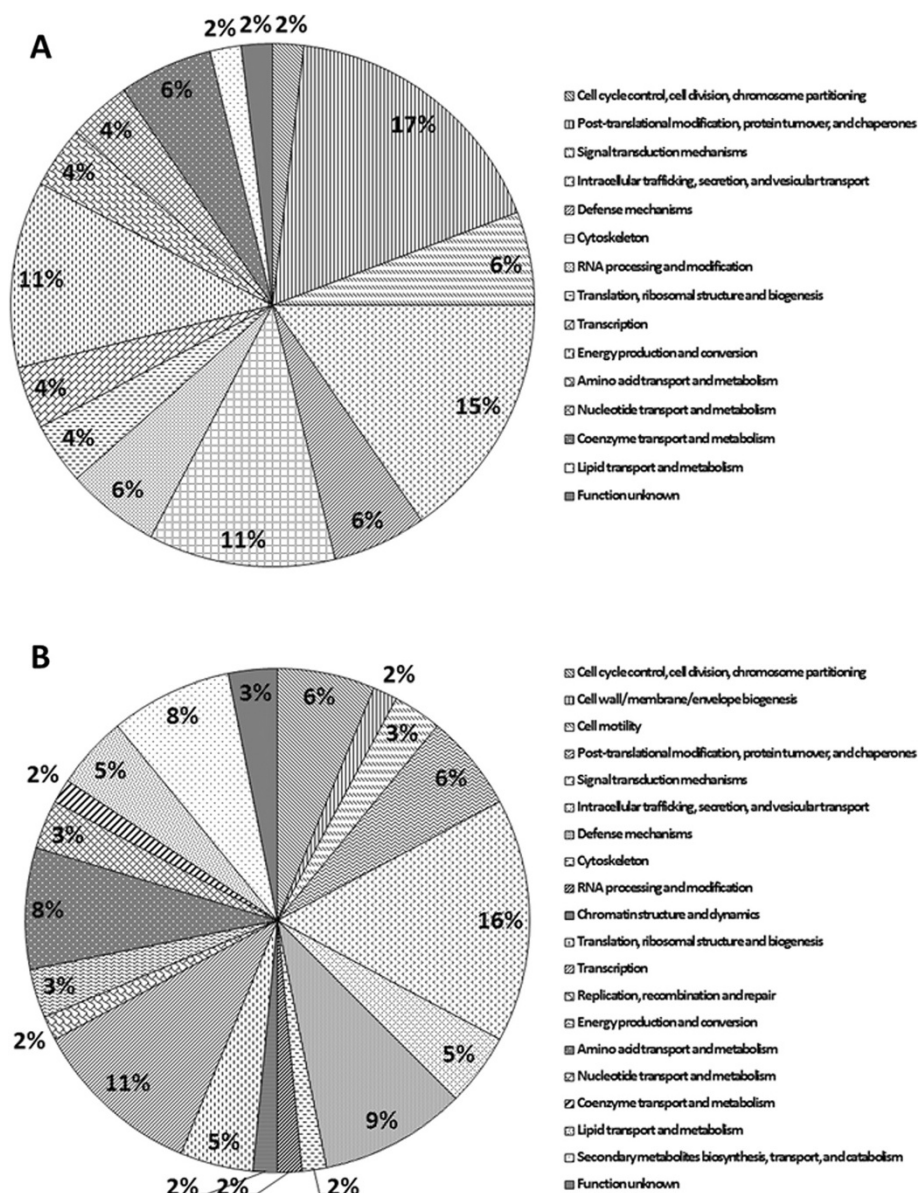 A
2%
2%
2%
17%
6%
15%
6%
11%
6%
4%
4%
11%
4%
4%
6%
Cell cycle control, cell division, chromosome partitioning
Post-translational modification, protein turnover, and chaperones
Signal transduction mechanisms
Intracellular trafficking, secretion, and vesicular transport
Defense mechanisms
Cytoskeleton
RNA processing and modification
Translation, ribosomal structure and biogenesis
Transcription
Energy production and conversion
Amino acid transport and metabolism
Nucleotide transport and metabolism
Coenzyme transport and metabolism
Lipid transport and metabolism
Function unknown
B
6%
2%
3%
6%
16%
5%
9%
2%
2%
2%
5%
11%
2%
3%
8%
3%
2%
5%
8%
3%
Cell cycle control, cell division, chromosome partitioning
Cell wall/membrane/envelope biogenesis
Cell motility
Post-translational modification, protein turnover, and chaperones
Signal transduction mechanisms
Intracellular trafficking, secretion, and vesicular transport
Defense mechanisms
Cytoskeleton
RNA processing and modification
Chromatin structure and dynamics
Translation, ribosomal structure and biogenesis
Transcription
Replication, recombination and repair
Energy production and conversion
Amino acid transport and metabolism
Nucleotide transport and metabolism
Coenzyme transport and metabolism
Lipid transport and metabolism
Secondary metabolites biosynthesis, transport, and catabolism
Function unknown